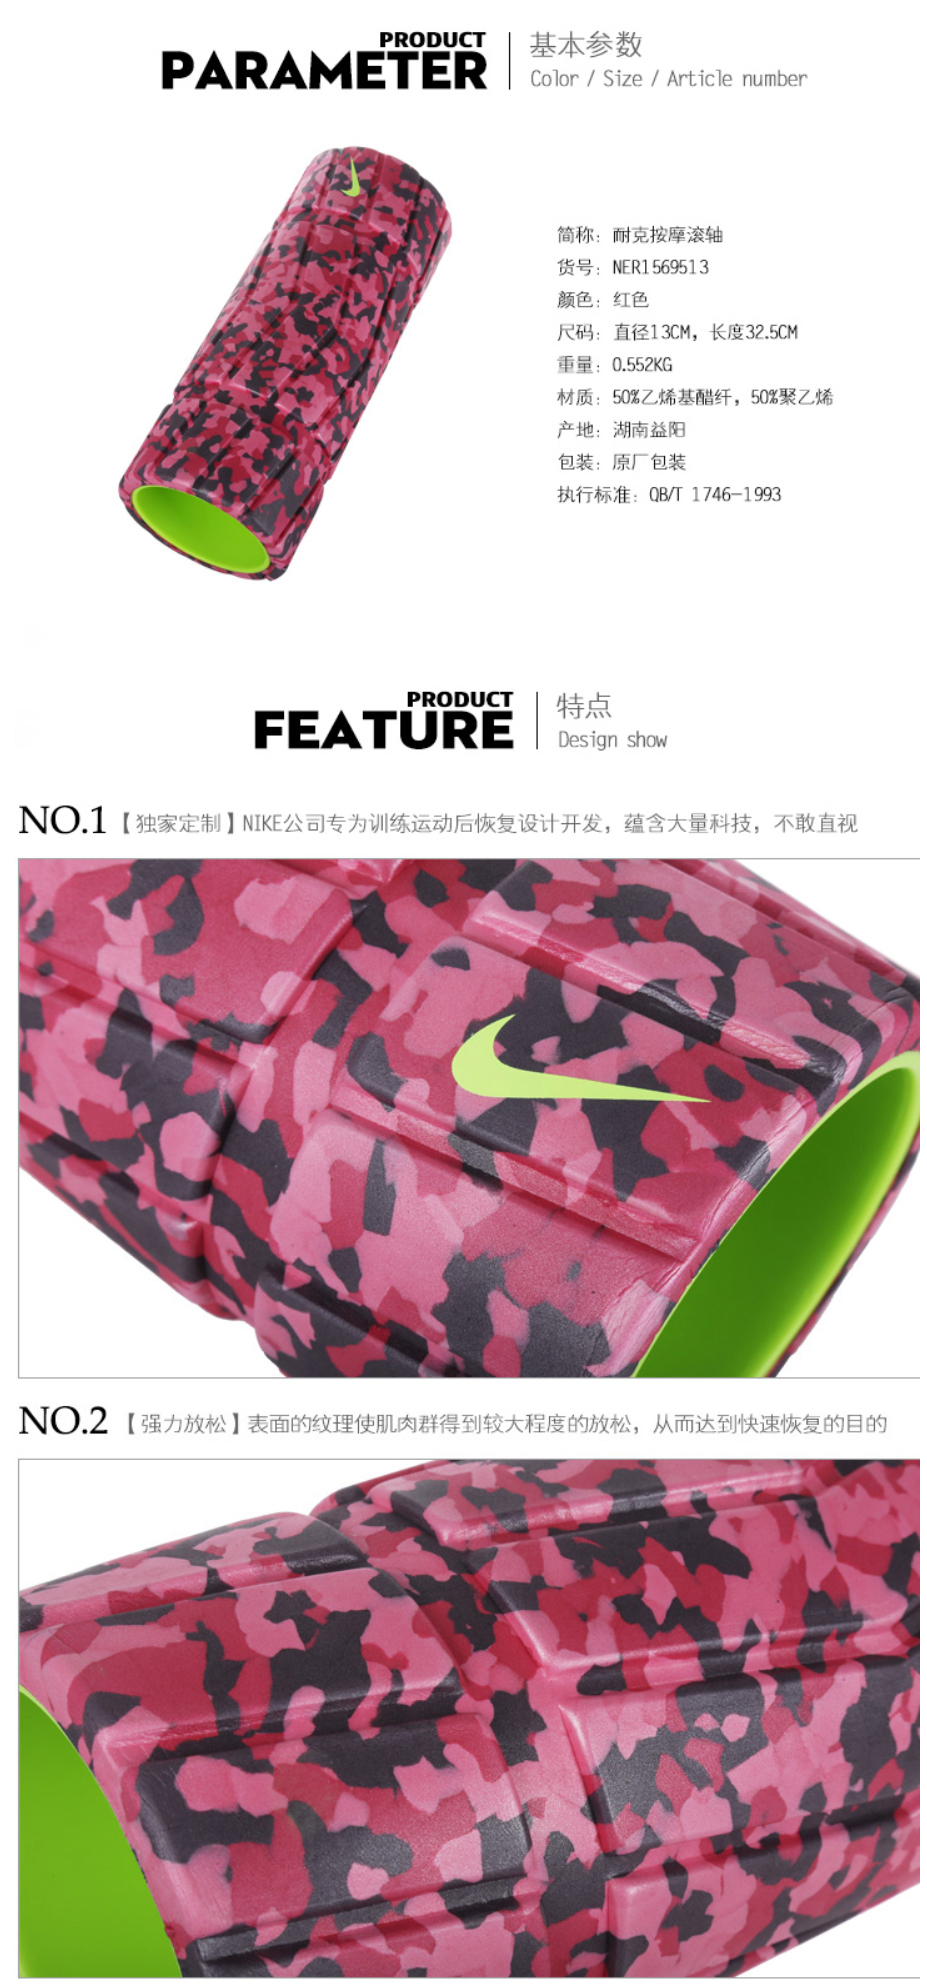 PRODUCT
PARAMETER
基本参数
Color / Size / Article number
简称：耐克按摩滚轴
货号：NER1569513
颜色：红色
尺码：直径13CM，长度32.5CM
重量：0.552KG
材质：50%乙烯基醋纤，50%聚乙烯
产地：湖南益阳
包装：原厂包装
执行标准：QB/T 1746-1993
PRODUCT
FEATURE
特点
Design show
NO.1【独家定制】NIKE公司专为训练运动后恢复设计开发，蕴含大量科技，不敢直视
NO.2【强力放松】表面的纹理使肌肉群得到较大程度的放松，从而达到快速恢复的目的